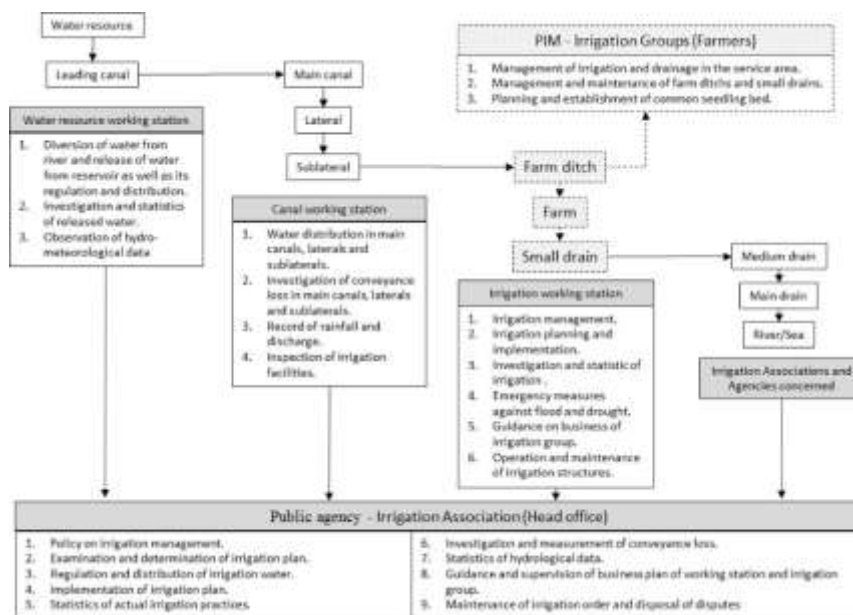 Water resource
Leading canal
Main canal
Lateral
Sublateral
PIM - Irrigation Groups (Farmers)
1. Management of irrigation and drainage in the service area.
2. Management and maintenance of farm ditchs and small drains.
3. Planning and establishment of common seedling bed.
Water resource working station
1. Diversion of water from
river and release of water
from reservoir as well as its
regulation and distribution.
2. Investigation and statistics
of released water.
3. Observation of hydro-
meteorological data
Canal working station
1. Water distribution in main
canals, laterals and
sublaterals.
2. Investigation of conveyance
loss in main canals, laterals
and sublaterals.
3. Record of rainfall and
discharge.
4. Inspection of irrigation
facilities.
Farm ditch
Farm
Small drain
Medium drain
Main drain
River/Sea
Irrigation working station
1. Irrigation management.
2. Irrigation planning and
implementation.
3. Investigation and statistic of
irrigation .
4. Emergency measures
against flood and drought.
5. Guidance on business of
irrigation group.
6. Operation and maintenance
of irrigation structures.
Irrigation Associations and
Agencies concerned
Public agency - Irrigation Association (Head office)
1. Policy on irrigation management.
2. Examination and determination of irrigation plan.
3. Regulation and distribution of irrigation water.
4. Implementation of irrigation plan.
5. Statistics of actual irrigation practices.
6. Investigation and measurement of conveyance loss.
7. Statistics of hydrological data.
8. Guidance and supervision of business plan of working station and irrigation
group.
9. Maintenance of irrigation order and disposal of disputes